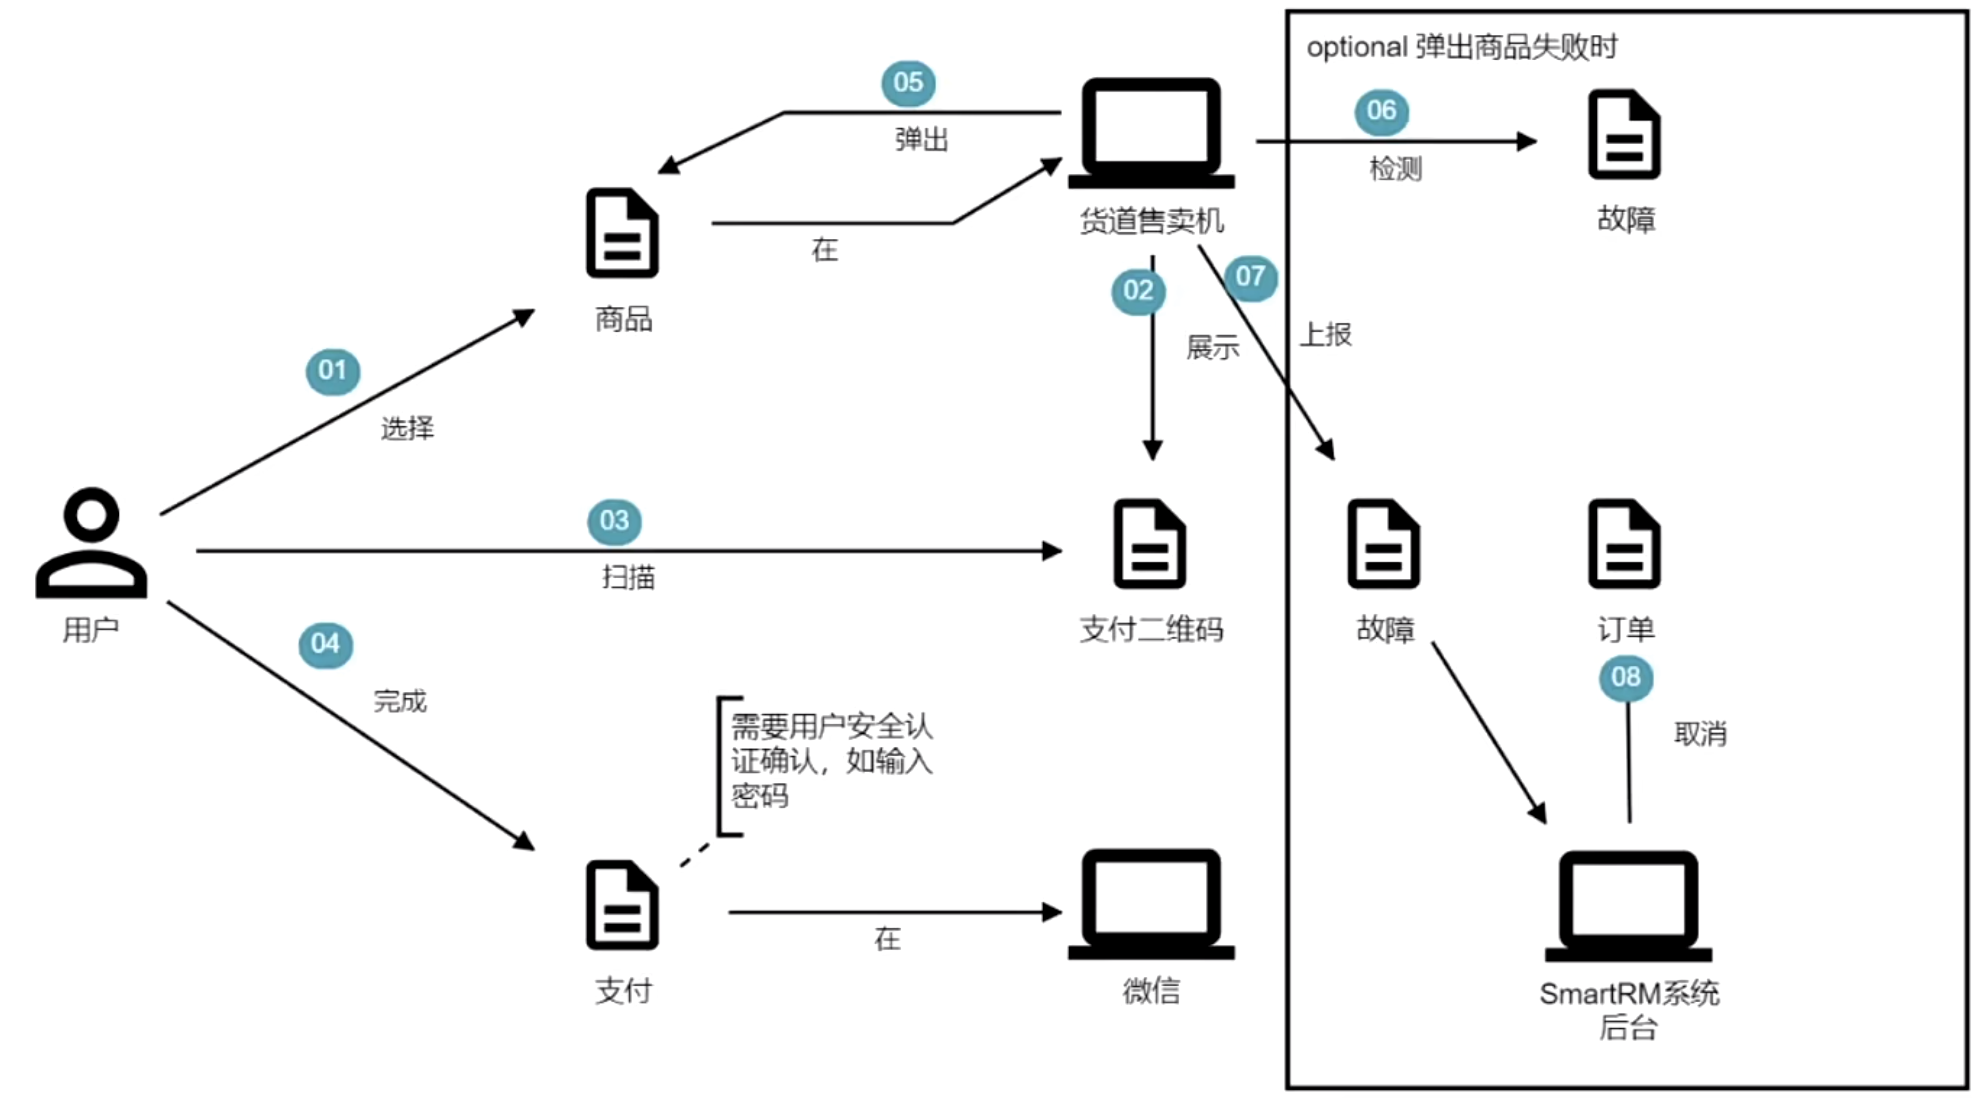 optional 弹出商品失败时
05
弹出
06
检测
货道售卖机
故障
在
商品
02
07
展示
上报
01
选择
03
扫描
用户
支付二维码
故障
订单
04
完成
08
取消
需要用户安全认
证确认，如输入
密码
在
支付
微信
SmartRM系统
后台